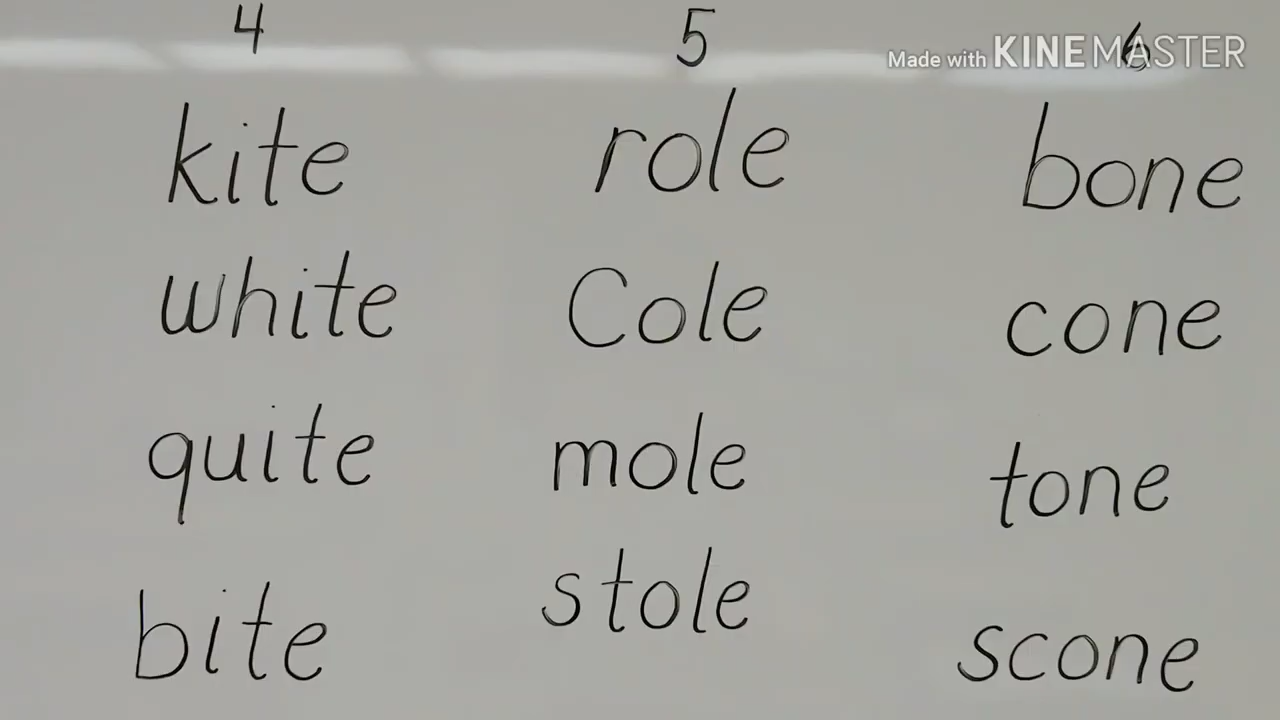 4 5 6
Made with KINEMASTER
kite role bone
white Cole cone
quite mole tone
bite stole scone